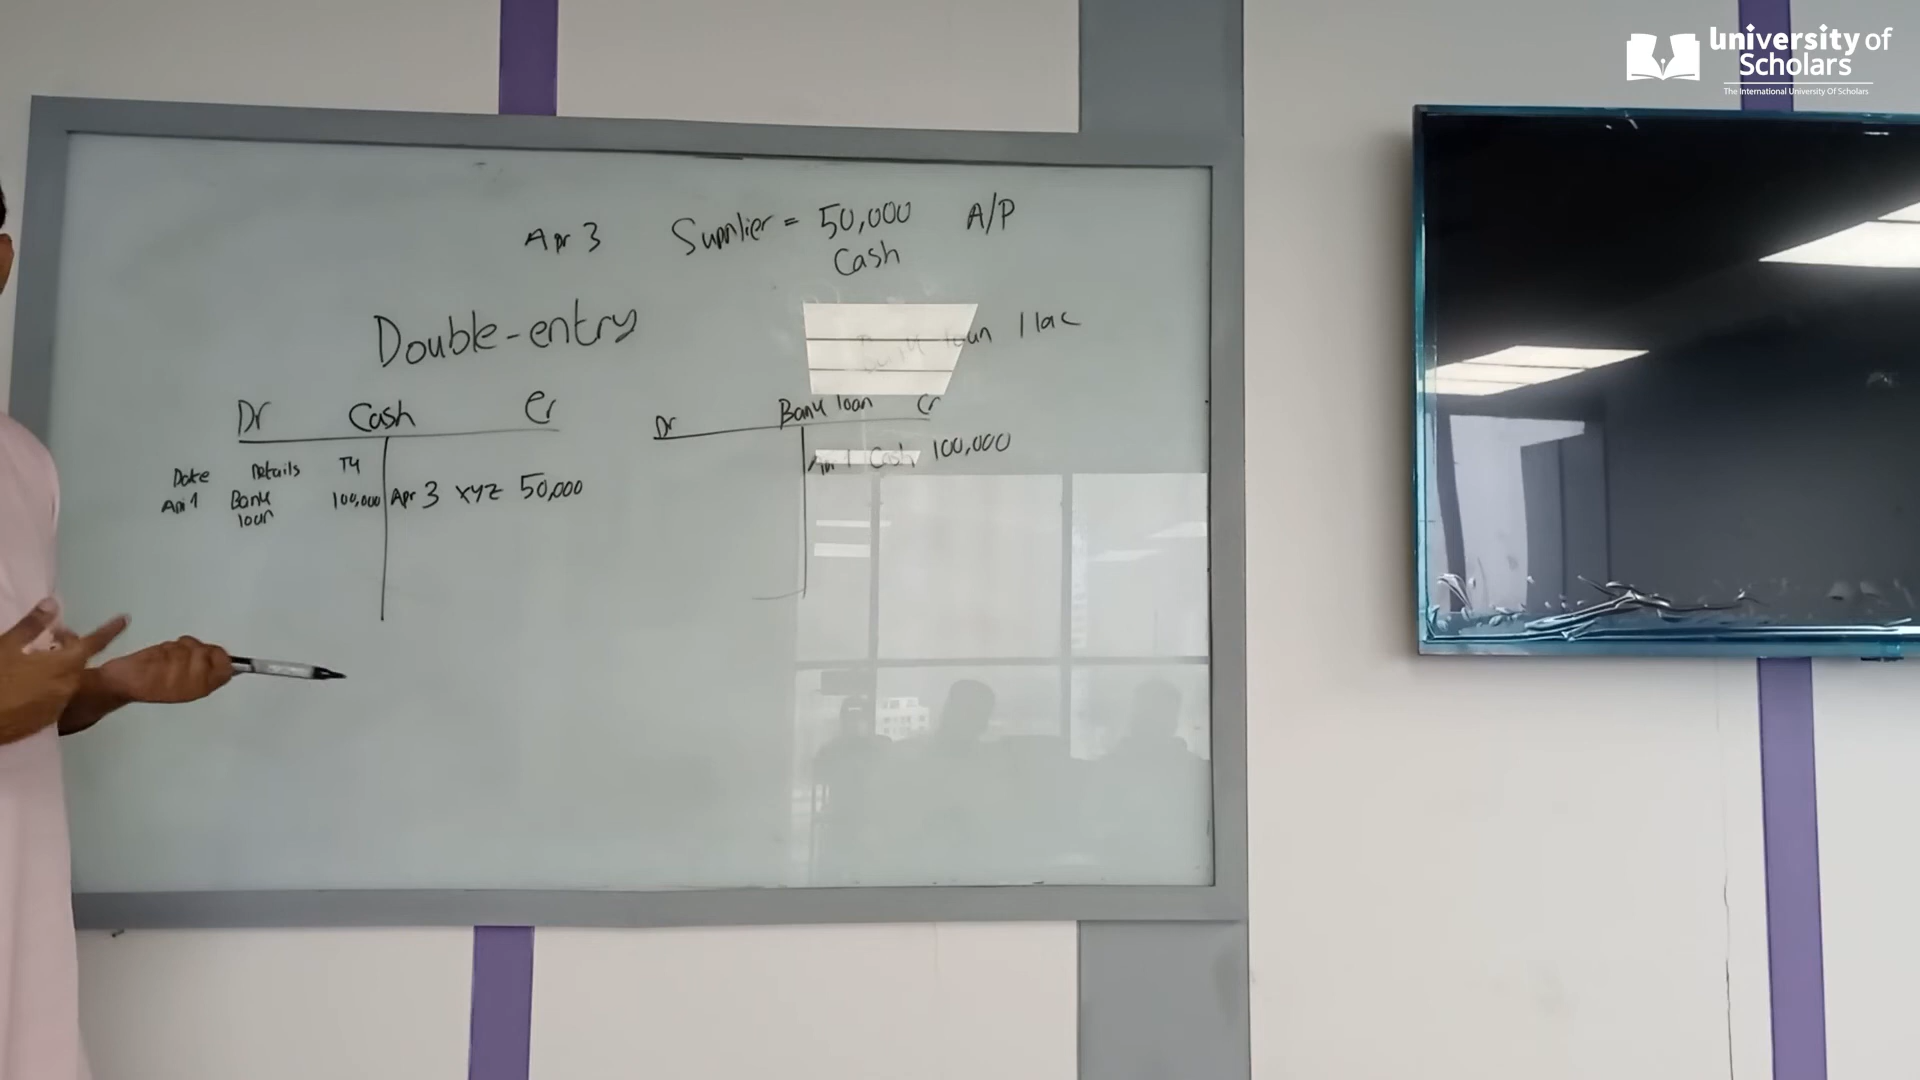 University of
Scholars
The International University Of Scholars
Apr 3 Supplier = 50,000 A/P
Cash
Double-entry
loan 1 lac
Dr Cash Cr
Dr Bank loan Cr
Date Details Tk
Apr 1 Bank loan 100,000
Apr 3 XYZ 50,000
Apr 1 Cash 100,000